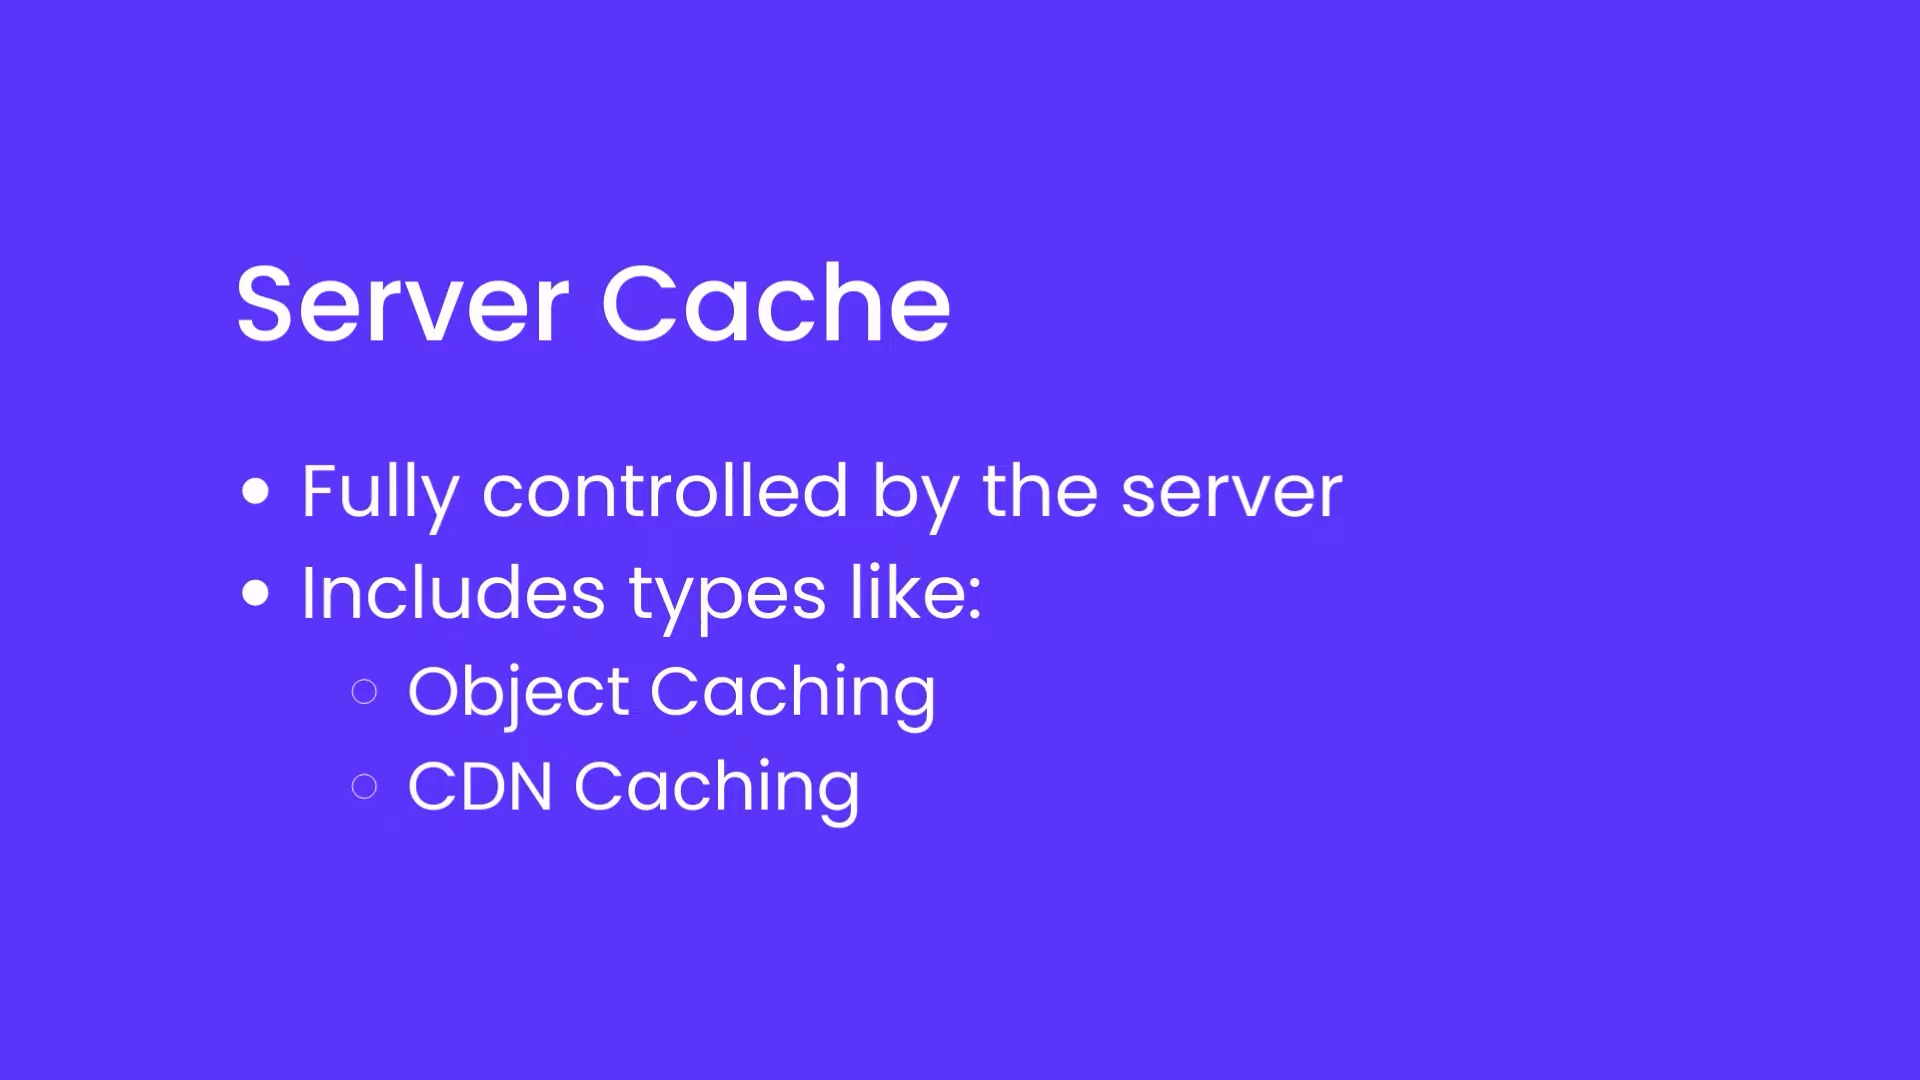 Server Cache
Fully controlled by the server
Includes types like:
Object Caching
CDN Caching